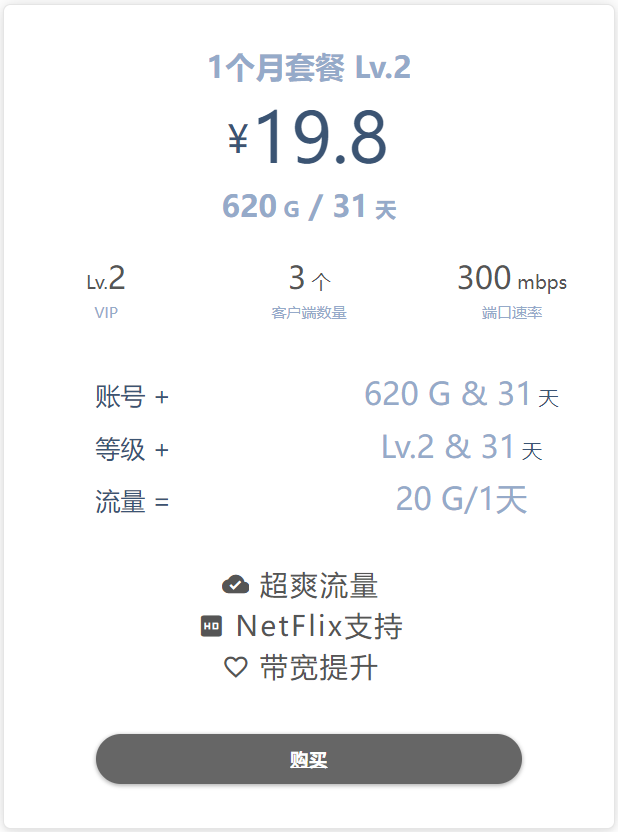 1个月套餐 Lv.2
¥19.8
620 G / 31 天
Lv.2 3 个 300 mbps
VIP 客户端数量 端口速率
账号 + 620 G & 31 天
等级 + Lv.2 & 31 天
流量 = 20 G/1天
超爽流量
HD NetFlix支持
带宽提升
购买